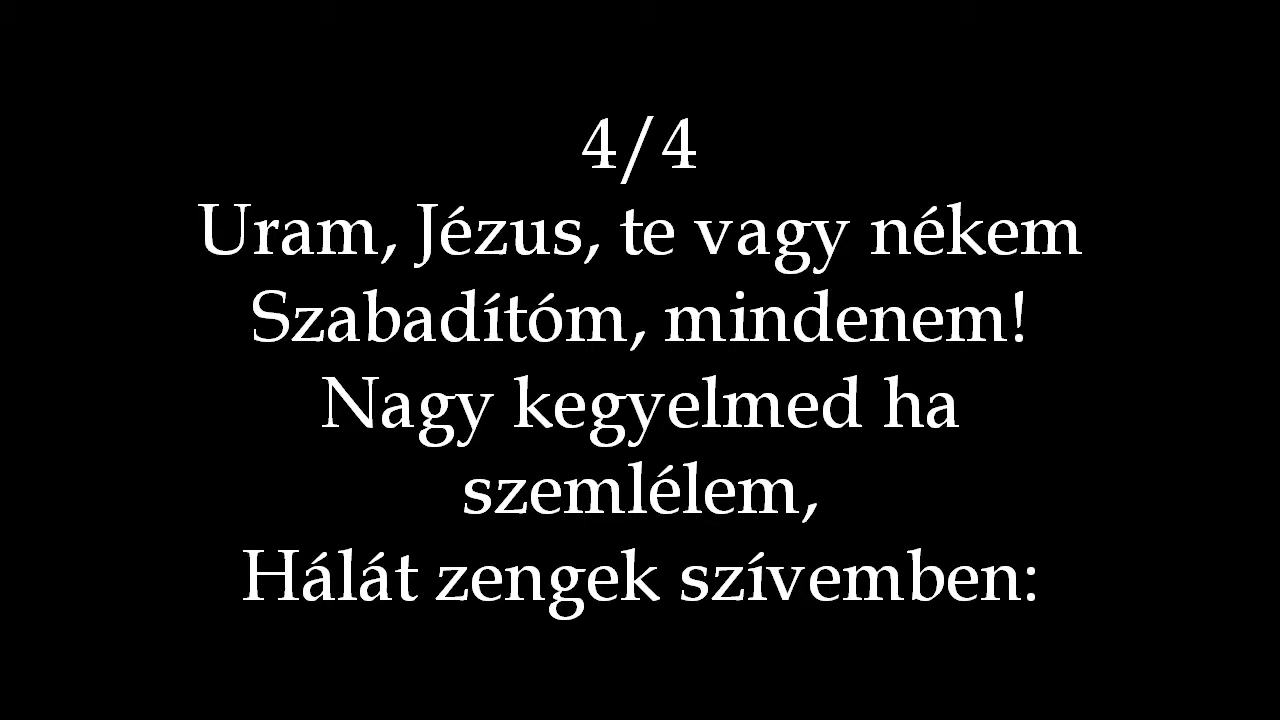 4/4
Uram, Jézus, te vagy nékem
Szabadítóm, mindenem!
Nagy kegyelmed ha
szemlélem,
Hálát zengek szívemben: